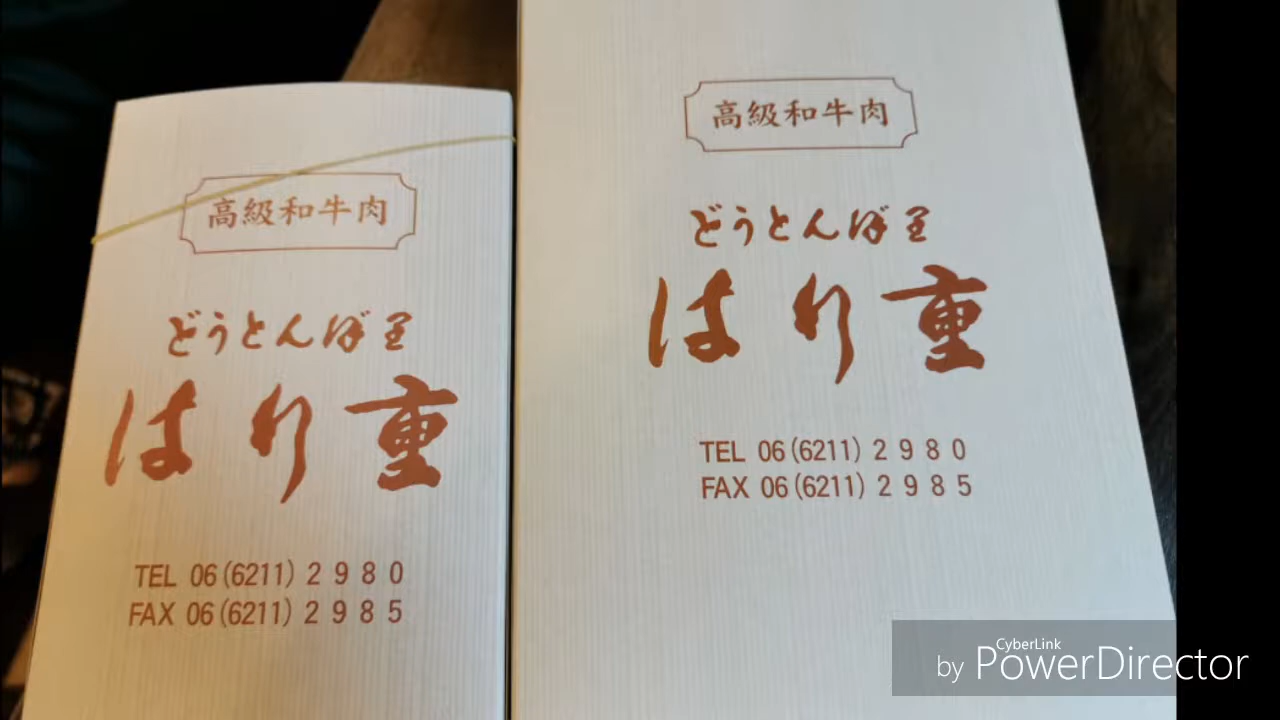 高級和牛肉
どうとんぼ里
はり重
TEL 06(6211)2980
FAX 06(6211)2985
高級和牛肉
どうとんぼ里
はり重
TEL 06(6211)2980
FAX 06(6211)2985
CyberLink
by PowerDirector